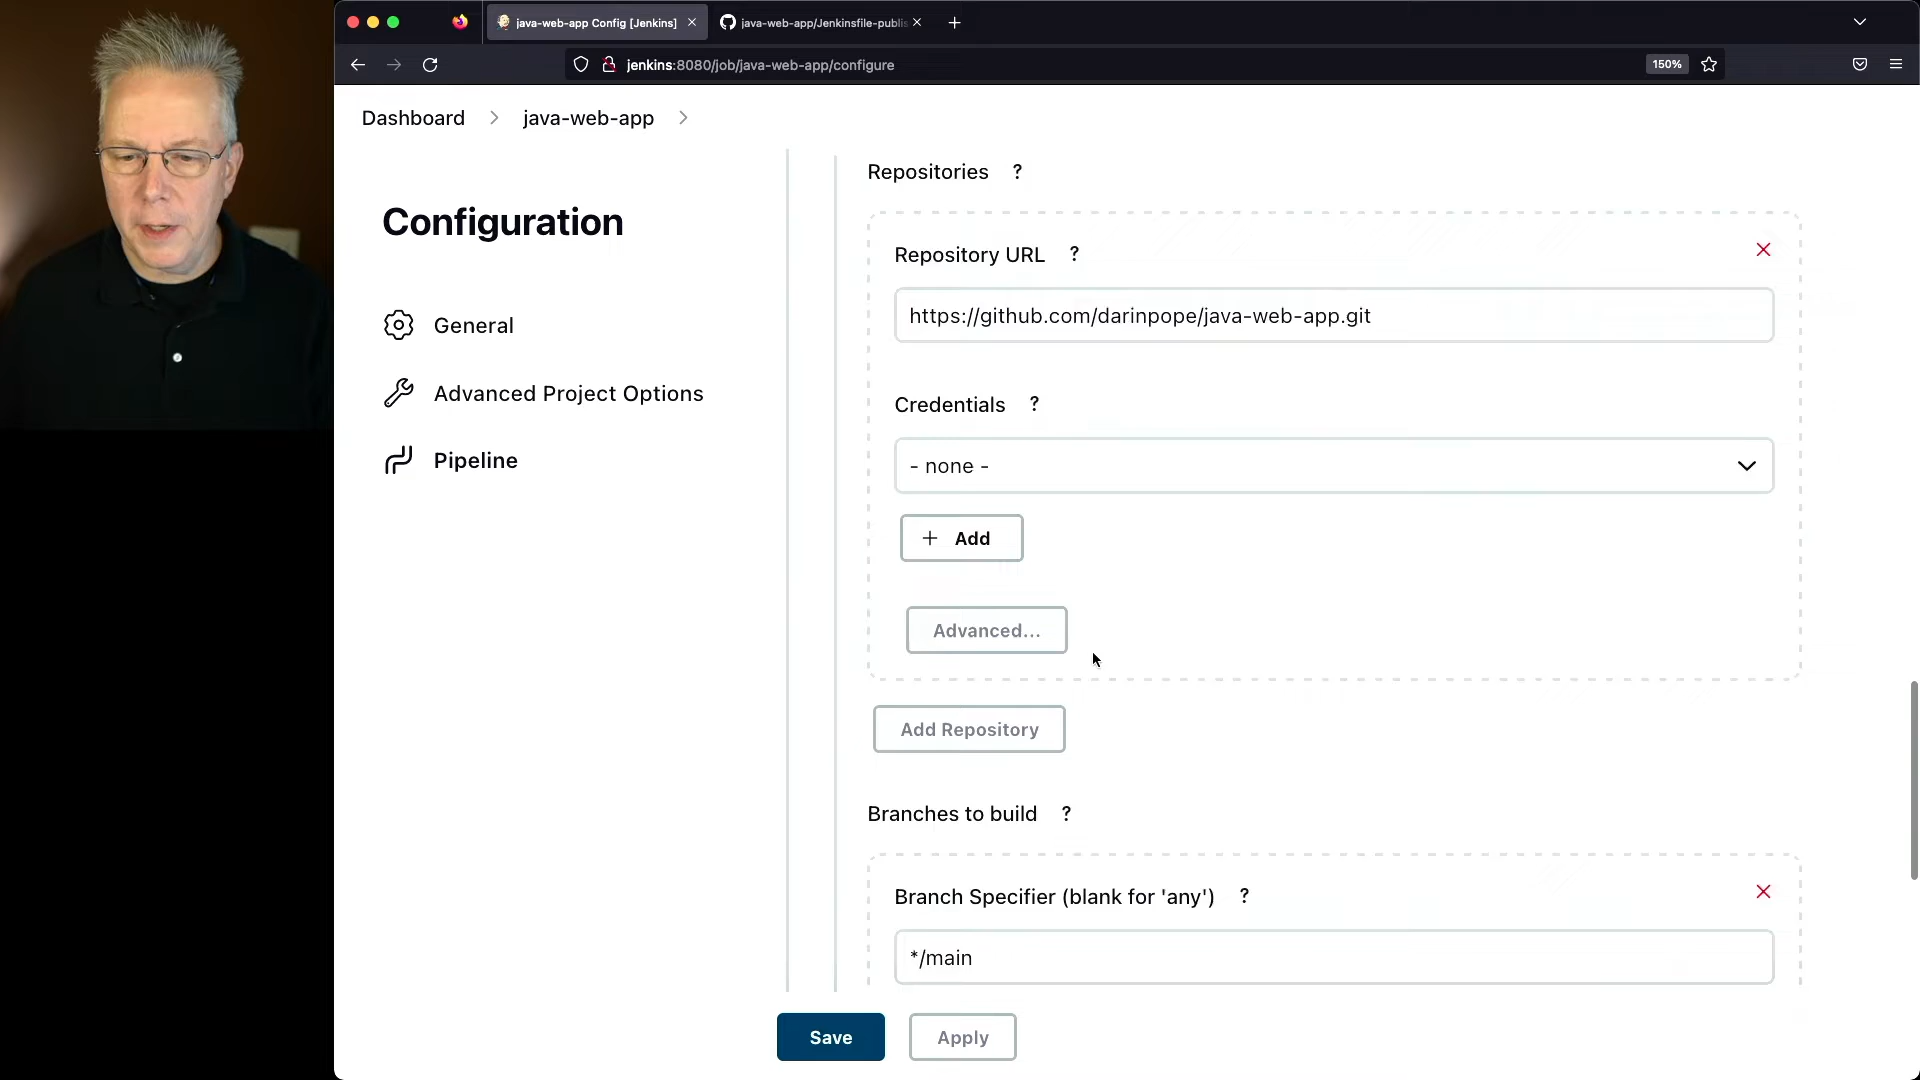 java-web-app Config [Jenkins]
java-web-app/Jenkinsfile-publis
jenkins:8080/job/java-web-app/configure
150%
Dashboard
java-web-app
Configuration
General
Advanced Project Options
Pipeline
Repositories ?
Repository URL ?
https://github.com/darinpope/java-web-app.git
Credentials ?
- none -
+ Add
Advanced...
Add Repository
Branches to build ?
Branch Specifier (blank for 'any') ?
*/main
Save
Apply